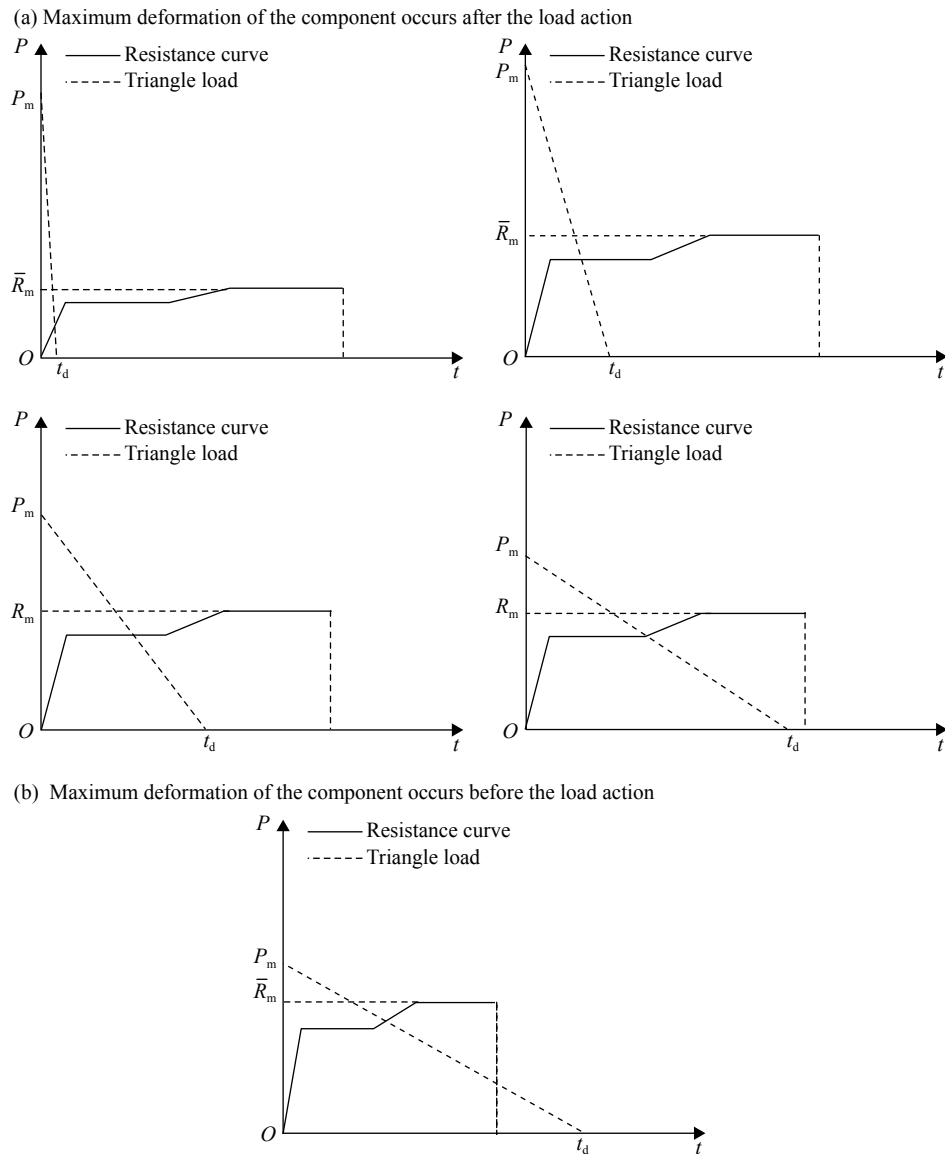 (a) Maximum deformation of the component occurs after the load action
P
Resistance curve
Triangle load
Pm
R̅m
O
td
t
P
Resistance curve
Triangle load
Pm
R̅m
O
td
t
P
Resistance curve
Triangle load
Pm
Rm
O
td
t
P
Resistance curve
Triangle load
Pm
Rm
O
td
t
(b) Maximum deformation of the component occurs before the load action
P
Resistance curve
Triangle load
Pm
R̅m
O
td
t